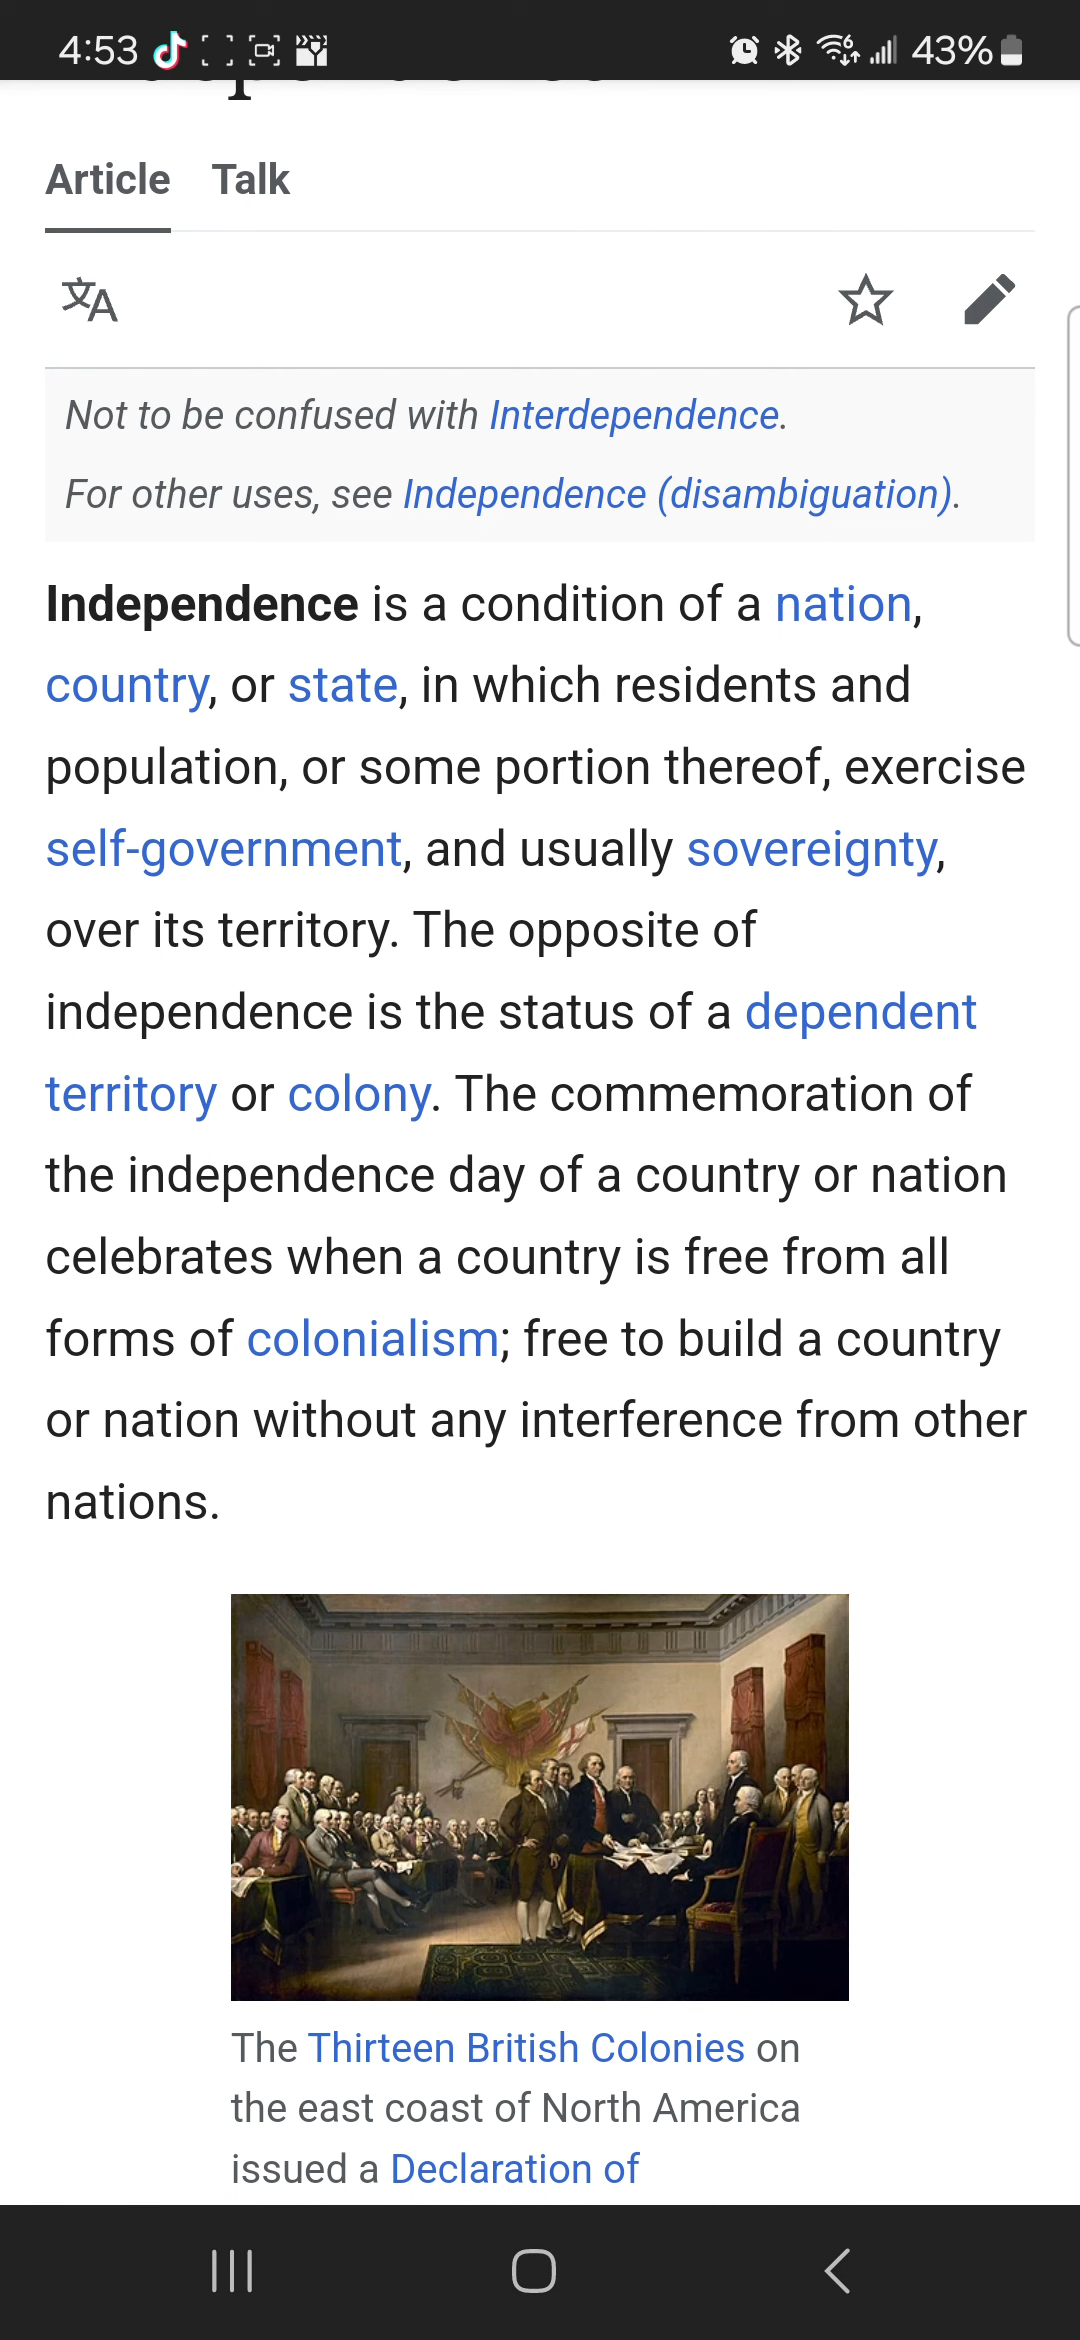 4:53 43%
Article Talk
Not to be confused with Interdependence.
For other uses, see Independence (disambiguation).
Independence is a condition of a nation,
country, or state, in which residents and
population, or some portion thereof, exercise
self-government, and usually sovereignty,
over its territory. The opposite of
independence is the status of a dependent
territory or colony. The commemoration of
the independence day of a country or nation
celebrates when a country is free from all
forms of colonialism; free to build a country
or nation without any interference from other
nations.
The Thirteen British Colonies on
the east coast of North America
issued a Declaration of